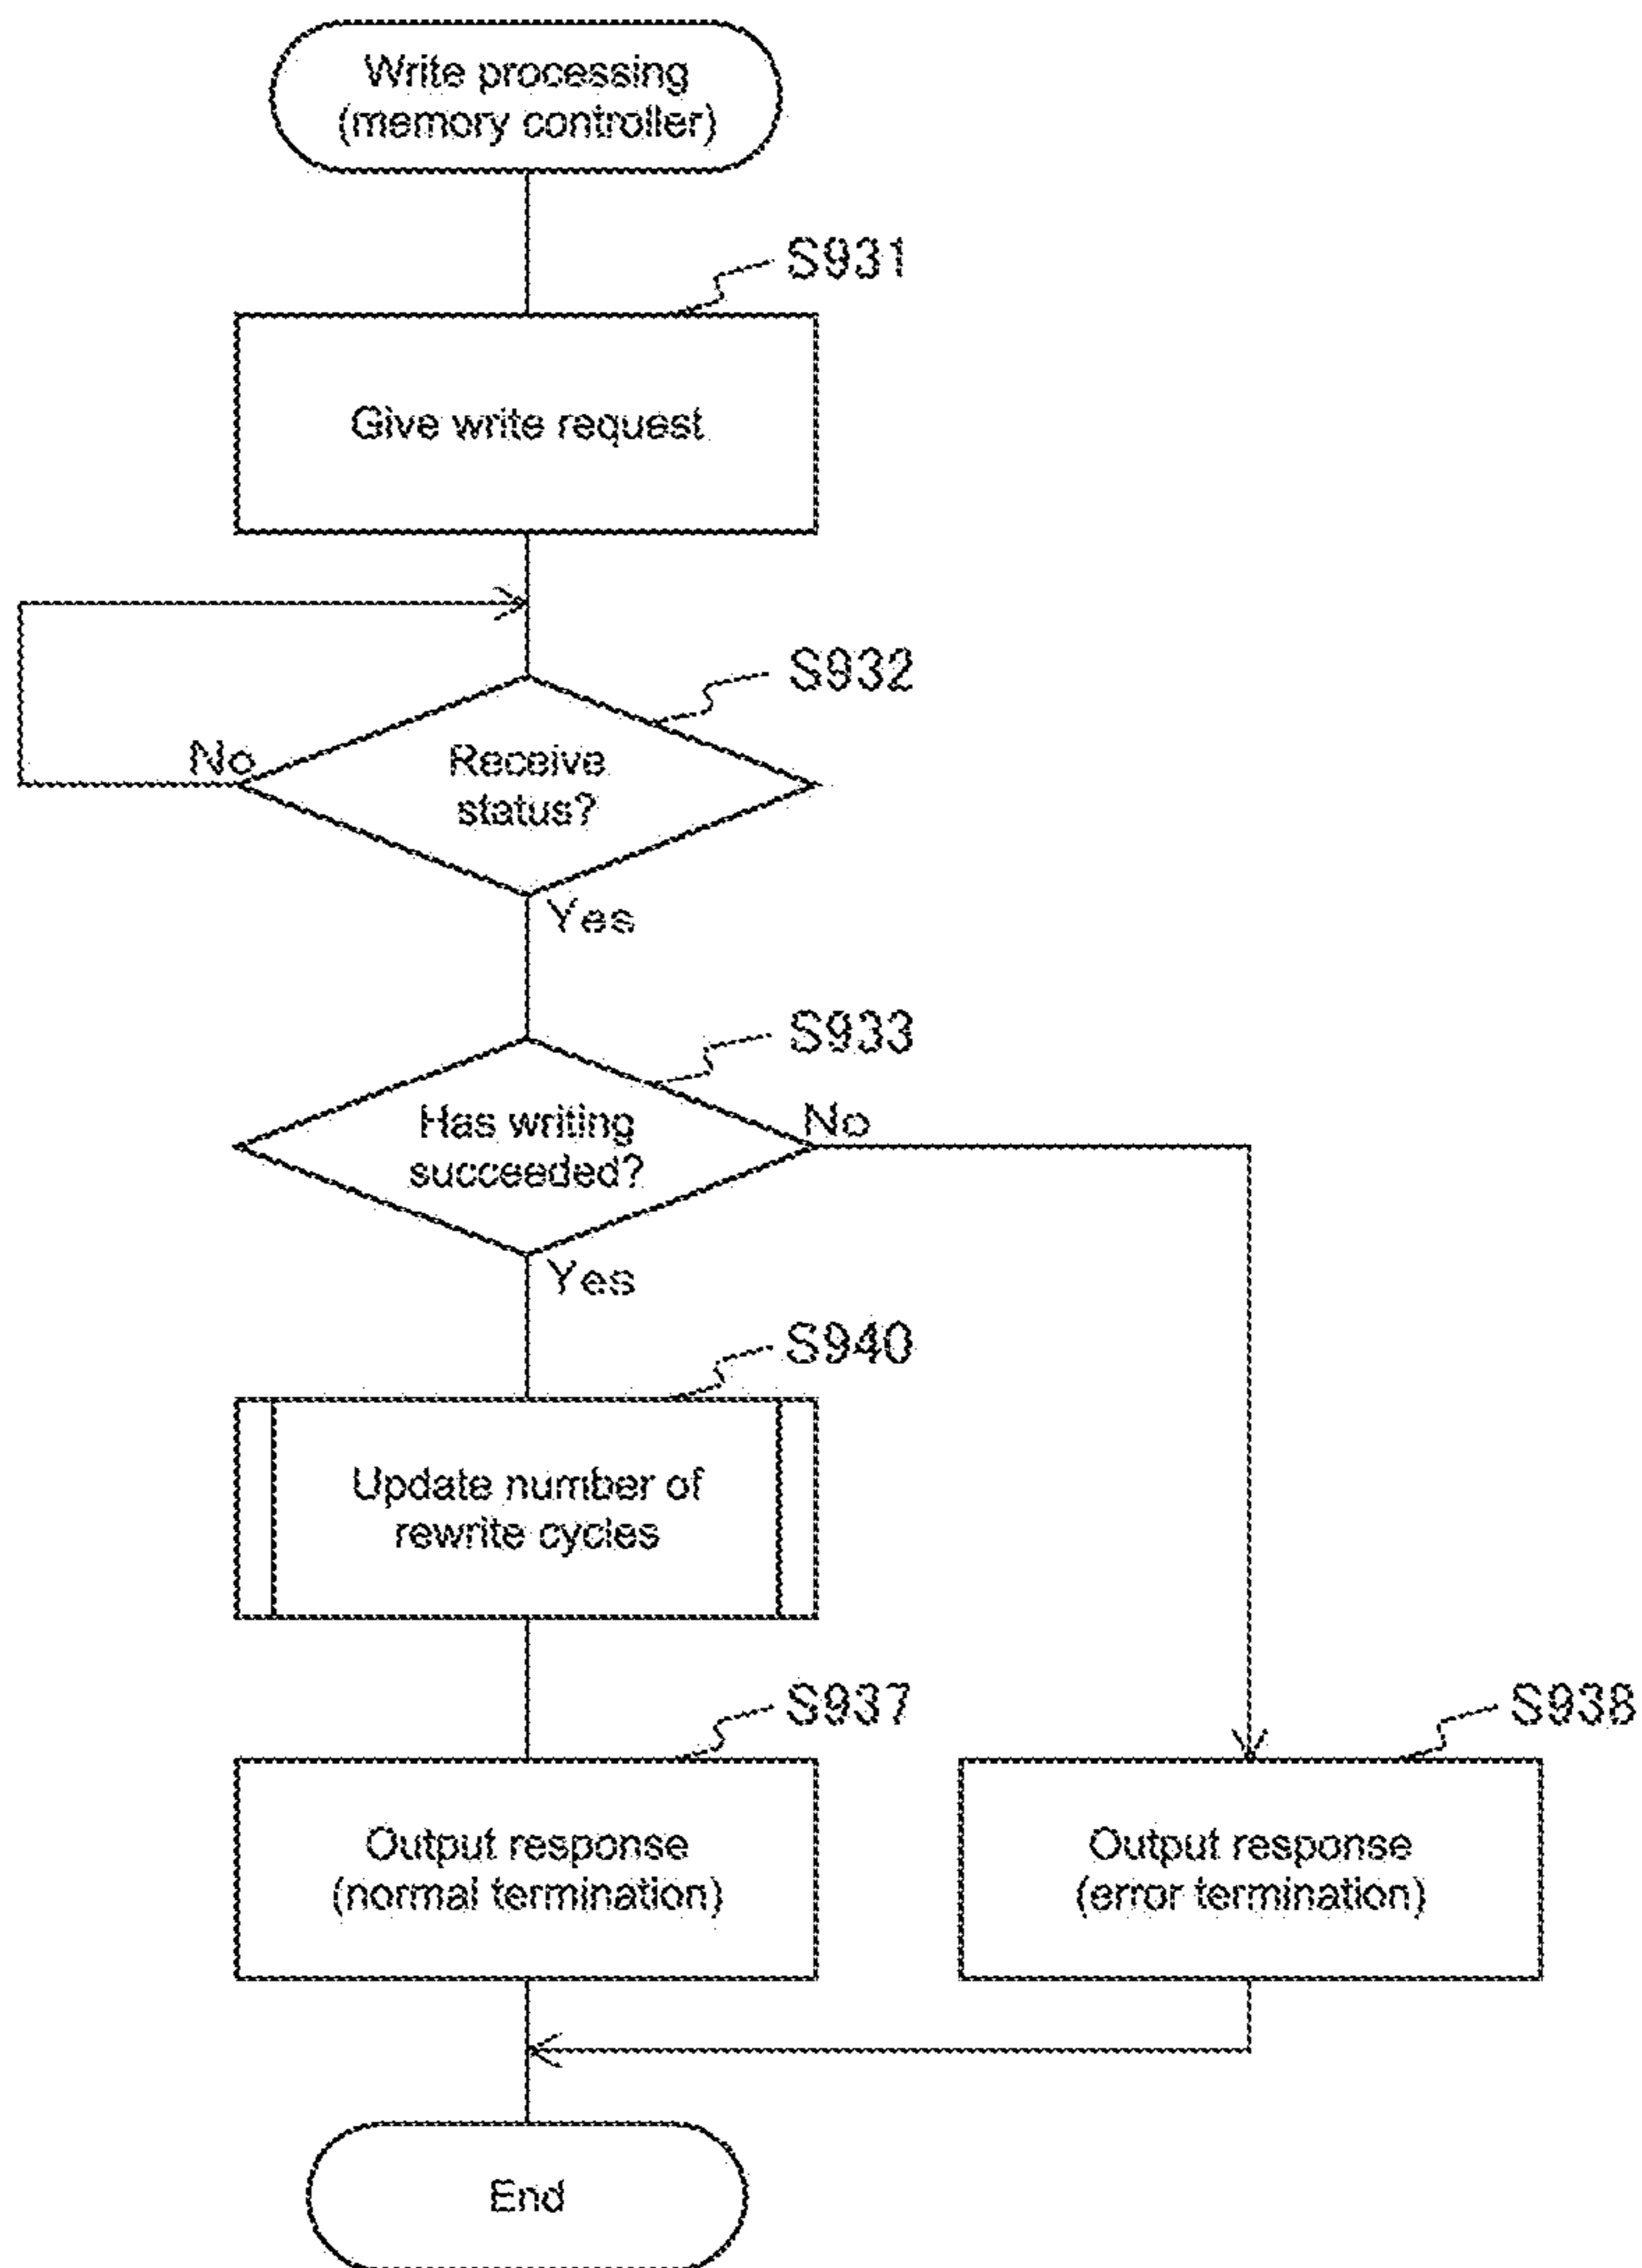 Write processing
(memory controller)
S931
Give write request
S932
No
Receive
status?
Yes
S933
Has writing
succeeded?
No
Yes
S940
Update number of
rewrite cycles
S937
S938
Output response
(normal termination)
Output response
(error termination)
End